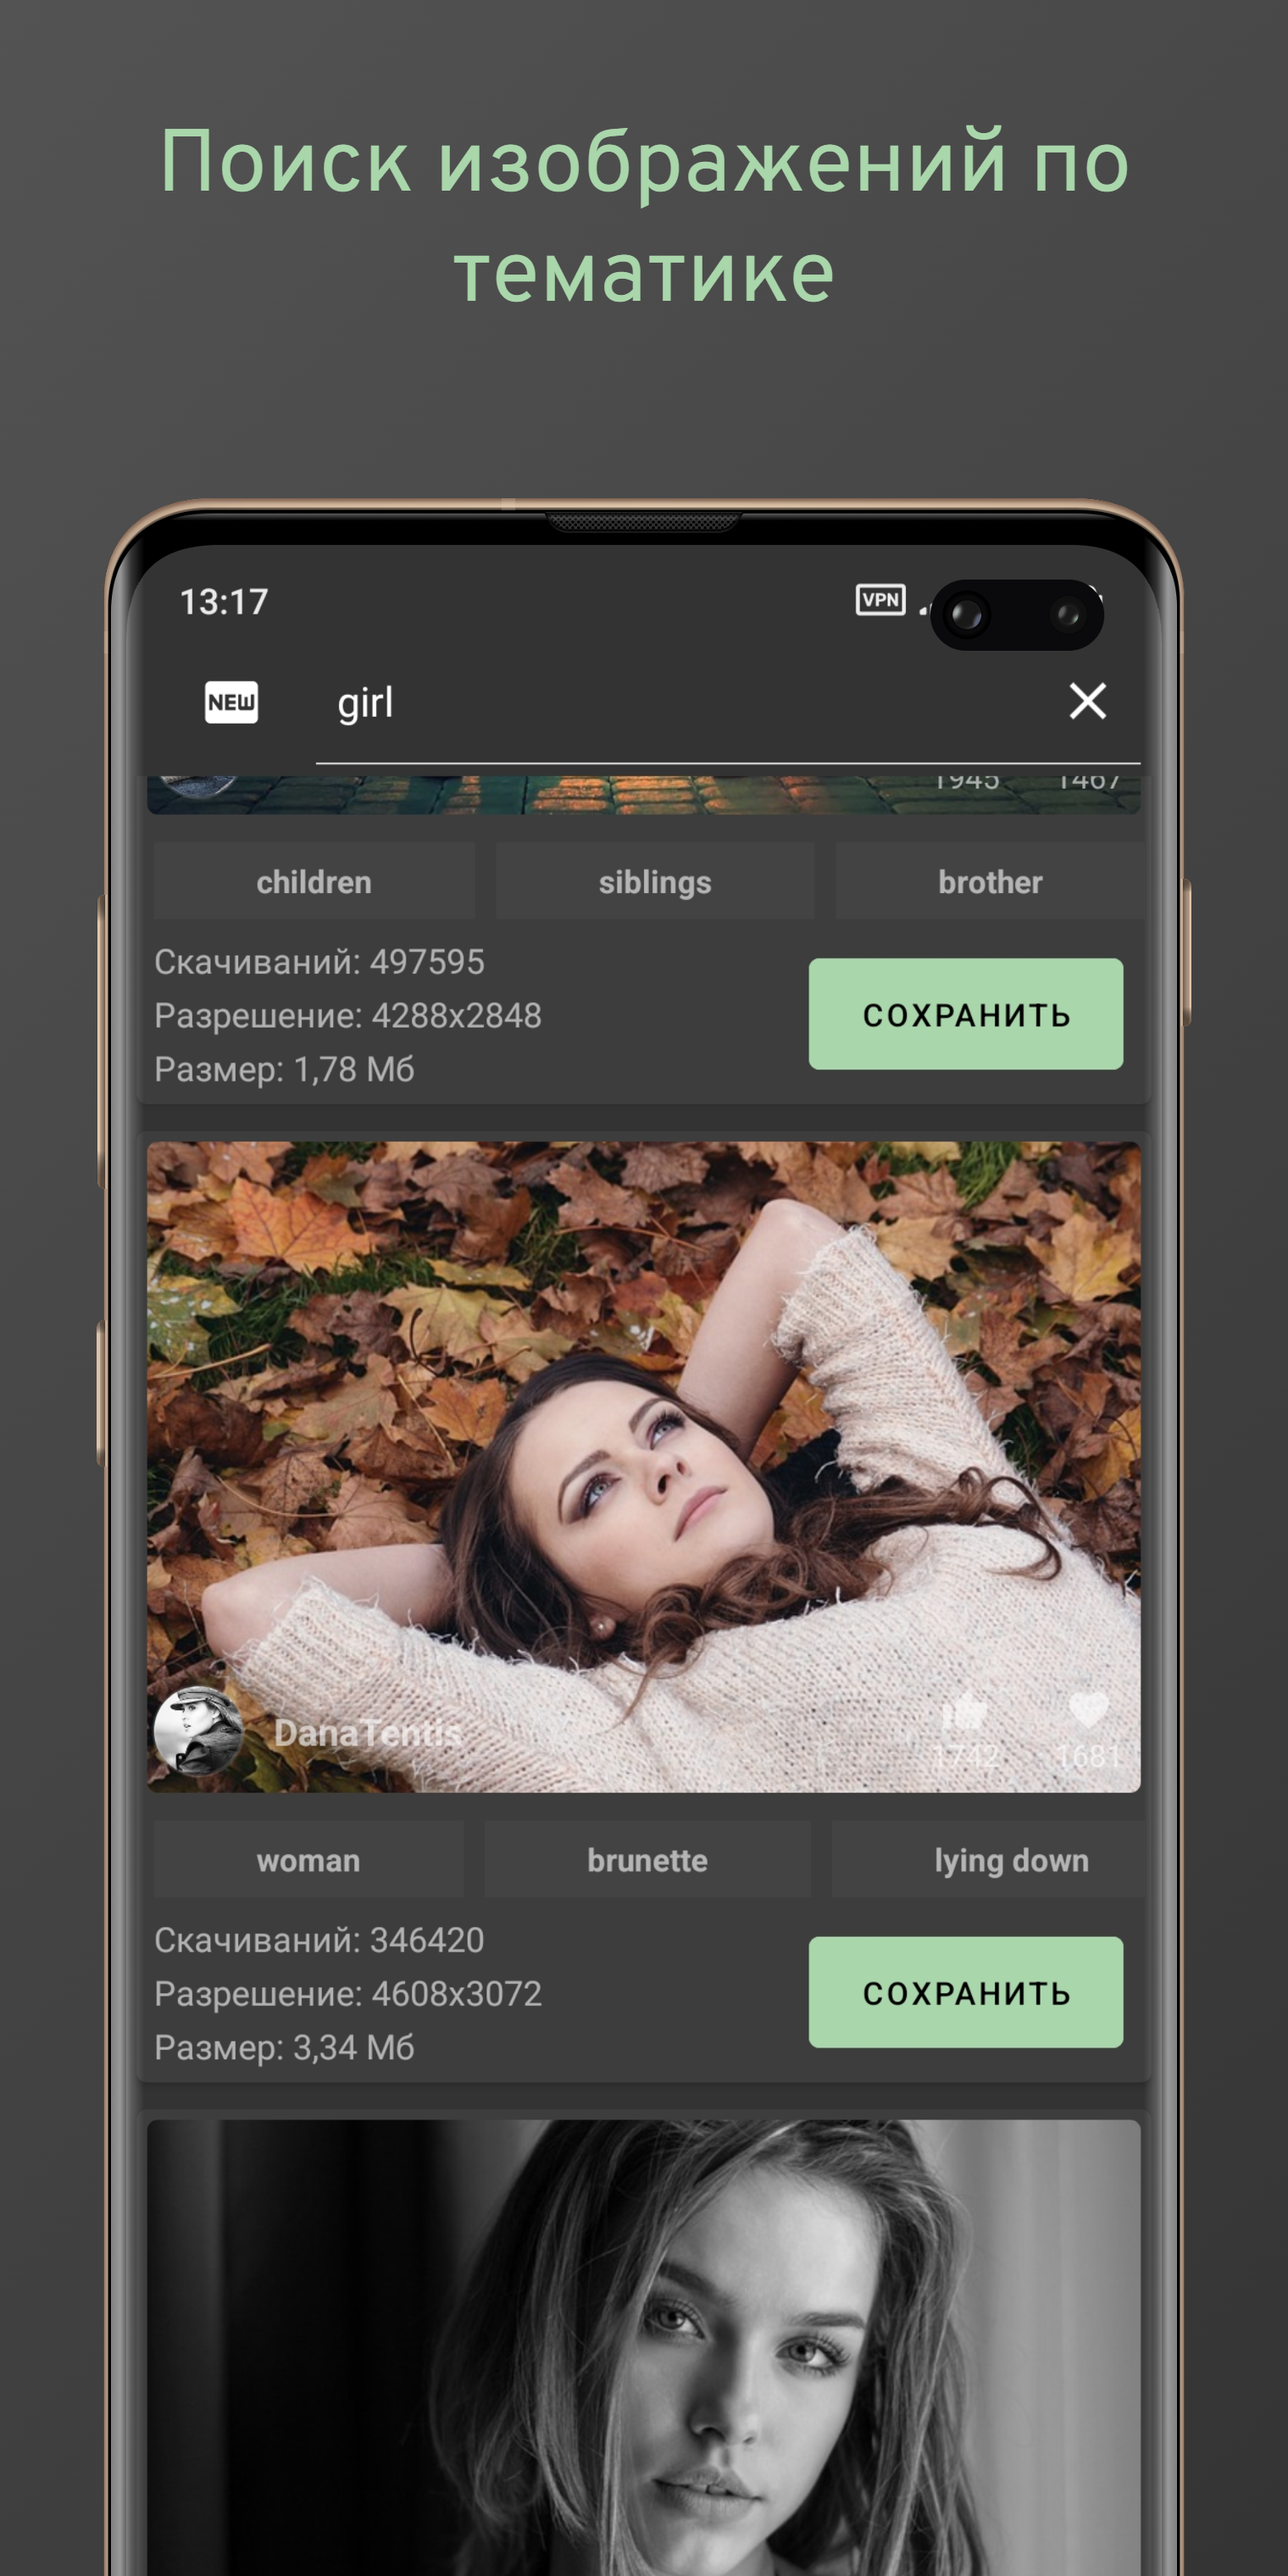 Поиск изображений по
тематике
13:17
VPN
NEW
girl
1945 1467
children siblings brother
Скачиваний: 497595
Разрешение: 4288x2848
Размер: 1,78 Мб
СОХРАНИТЬ
DanaTentis
1742 1681
woman brunette lying down
Скачиваний: 346420
Разрешение: 4608x3072
Размер: 3,34 Мб
СОХРАНИТЬ